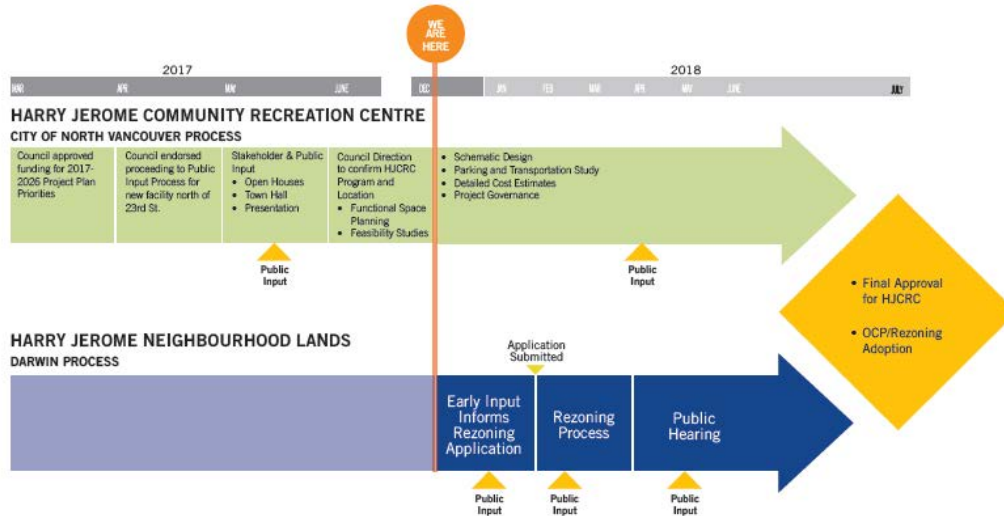 WE
ARE
HERE
2017
2018
MAR
APR
MAY
JUNE
DEC
JAN
FEB
MAR
APR
MAY
JUNE
JULY
HARRY JEROME COMMUNITY RECREATION CENTRE
CITY OF NORTH VANCOUVER PROCESS
Council approved
funding for 2017-
2026 Project Plan
Priorities
Council endorsed
proceeding to Public
Input Process for
new facility north of
23rd St.
Stakeholder & Public
Input
• Open Houses
• Town Hall
• Presentation
Council Direction
to confirm HJCRC
Program and
Location
• Functional Space
Planning
• Feasibility Studies
• Schematic Design
• Parking and Transportation Study
• Detailed Cost Estimates
• Project Governance
Public
Input
Public
Input
• Final Approval
for HJCRC
• OCP/Rezoning
Adoption
HARRY JEROME NEIGHBOURHOOD LANDS
DARWIN PROCESS
Application
Submitted
Early Input
Informs
Rezoning
Application
Rezoning
Process
Public
Hearing
Public
Input
Public
Input
Public
Input